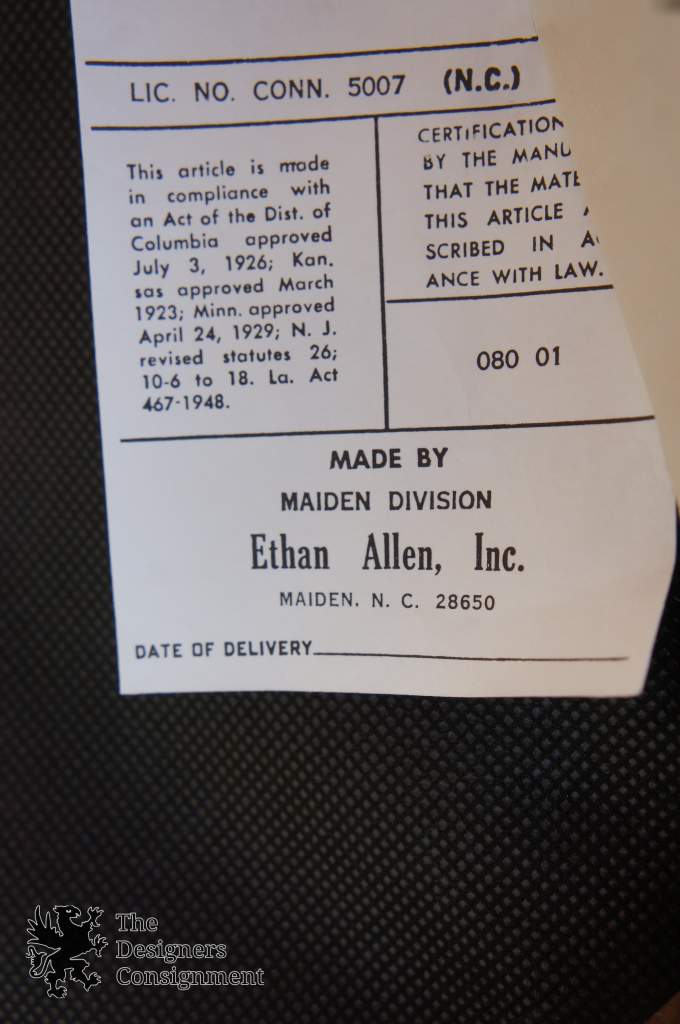 LIC. NO. CONN. 5007 (N.C.)
This article is made
in compliance with
an Act of the Dist. of
Columbia approved
July 3, 1926; Kan.
sas approved March
1923; Minn. approved
April 24, 1929; N. J.
revised statutes 26;
10-6 to 18. La. Act
467-1948.
CERTIFICATION
BY THE MANU
THAT THE MATE
THIS ARTICLE
SCRIBED IN A
ANCE WITH LAW.
080 01
MADE BY
MAIDEN DIVISION
Ethan Allen, Inc.
MAIDEN. N. C. 28650
DATE OF DELIVERY
The
Designers
Consignment